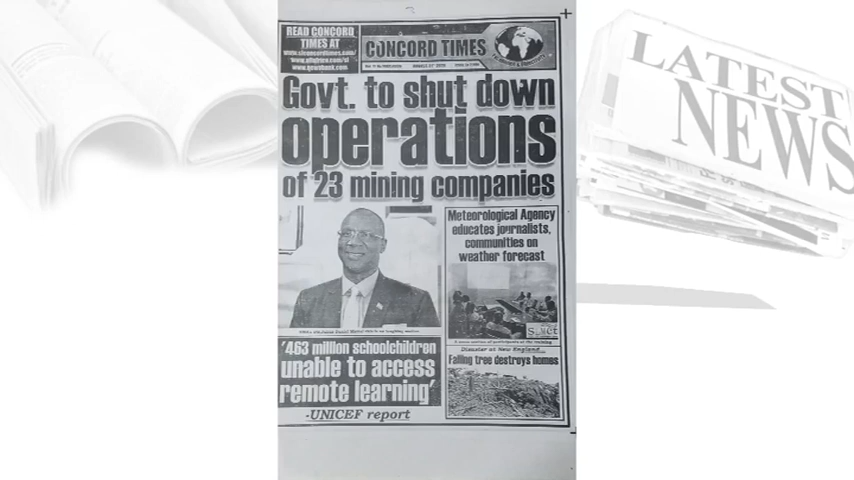 READ CONCORD
TIMES AT
CONCORD TIMES
Govt. to shut down
operations
of 23 mining companies
Meteorological Agency
educates journalists,
communities on
weather forecast
'463 million schoolchildren
unable to access
remote learning'
-UNICEF report
Disaster at New England...
Falling tree destroys homes
LATEST
NEWS